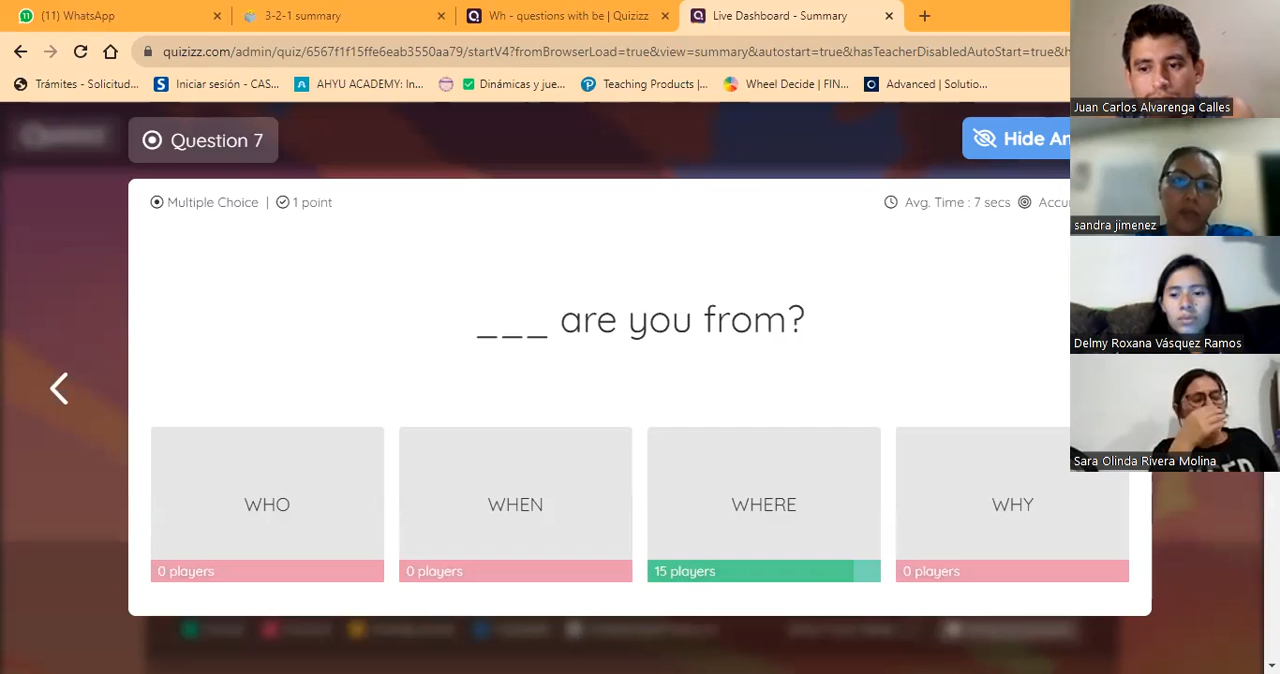 (11) WhatsApp
3-2-1 summary
Wh - questions with be | Quizizz
Live Dashboard - Summary
quizizz.com/admin/quiz/6567f1f15ffe6eab3550aa79/startV4?fromBrowserLoad=true&view=summary&autostart=true&hasTeacherDisabledAutoStart=true&h
Trámites - Solicitud...
Iniciar sesión - CAS...
AHYU ACADEMY: In...
Dinámicas y jue...
Teaching Products |...
Wheel Decide | FIN...
Advanced | Solutio...
Juan Carlos Alvarenga Calles
sandra jimenez
Delmy Roxana Vásquez Ramos
Sara Olinda Rivera Molina
Question 7
Hide An
Multiple Choice | 1 point
Avg. Time : 7 secs
Accu
___ are you from?
WHO
WHEN
WHERE
WHY
0 players
0 players
15 players
0 players